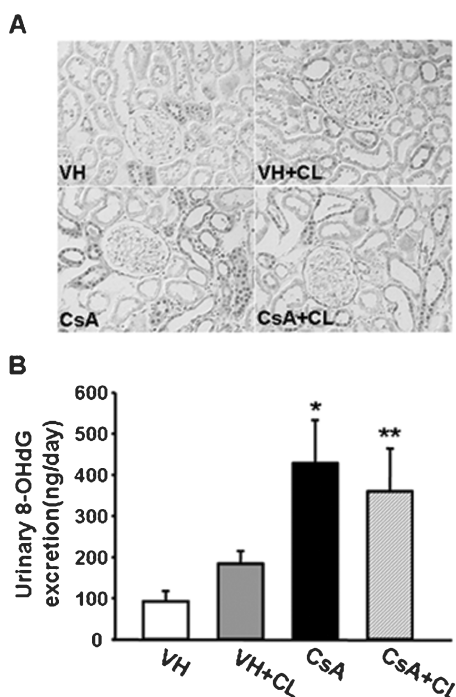 A
VH
VH+CL
CsA
CsA+CL
B
Urinary 8-OHdG
excretion(ng/day)
600
500
400
300
200
100
0
*
**
VH
VH+CL
CsA
CsA+CL